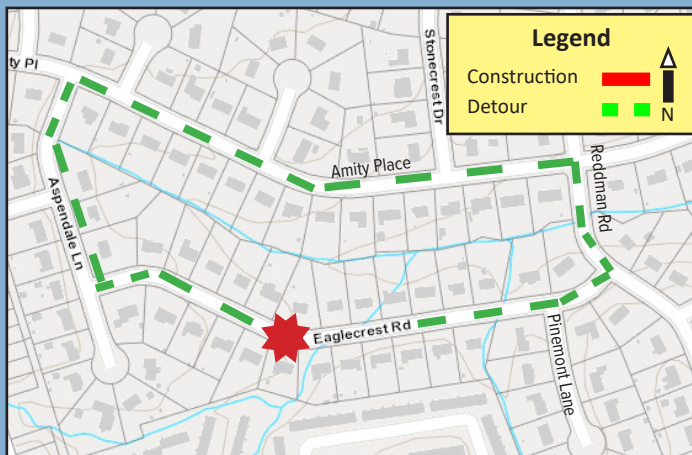 Legend
Construction
Detour
N
ty Pl
Stonecrest Dr
Amity Place
Reddman Rd
Aspendale Ln
Eaglecrest Rd
Pinemont Lane